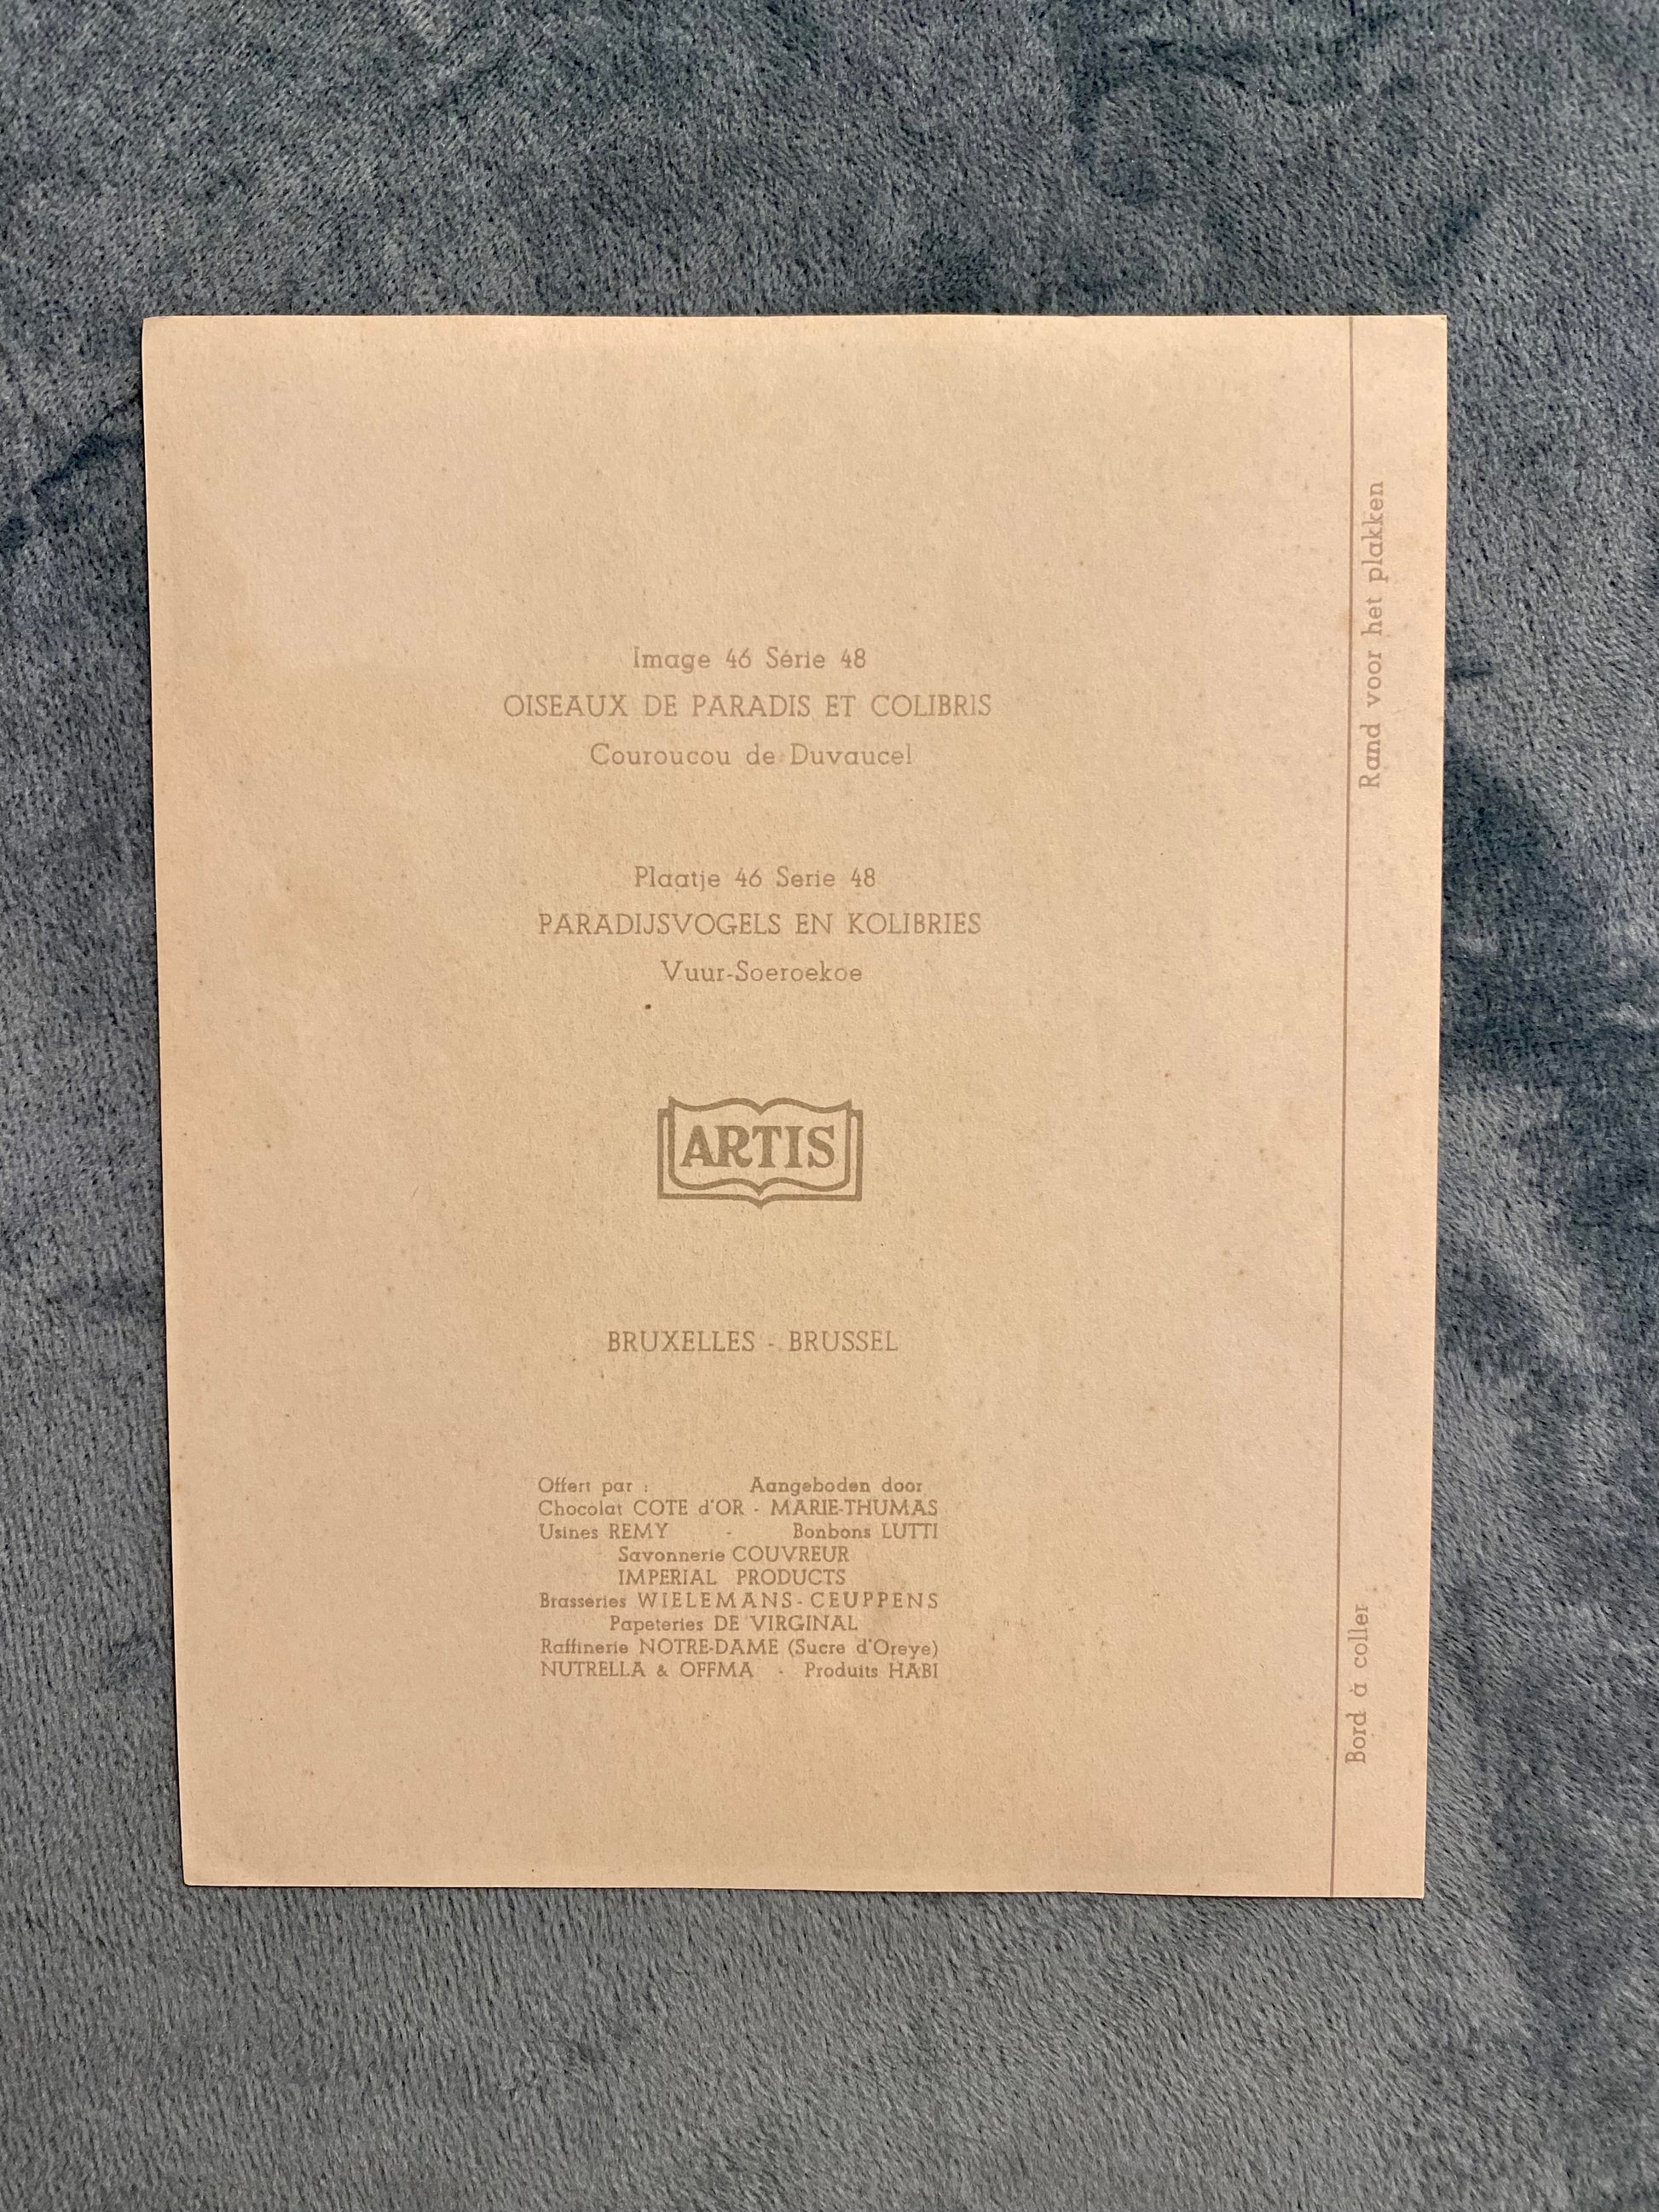 Image 46 Série 48
OISEAUX DE PARADIS ET COLIBRIS
Couroucou de Duvaucel
Plaatje 46 Serie 48
PARADIJSVOGELS EN KOLIBRIES
Vuur-Soeroekoe
ARTIS
BRUXELLES - BRUSSEL
Offert par : Aangeboden door
Chocolat COTE d'OR - MARIE-THUMAS
Usines REMY - Bonbons LUTTI
Savonnerie COUVREUR
IMPERIAL PRODUCTS
Brasseries WIELEMANS-CEUPPENS
Papeteries DE VIRGINAL
Raffinerie NOTRE-DAME (Sucre d'Oreye)
NUTRELLA & OFFMA - Produits HABI
Bord à coller
Rand voor het plakken